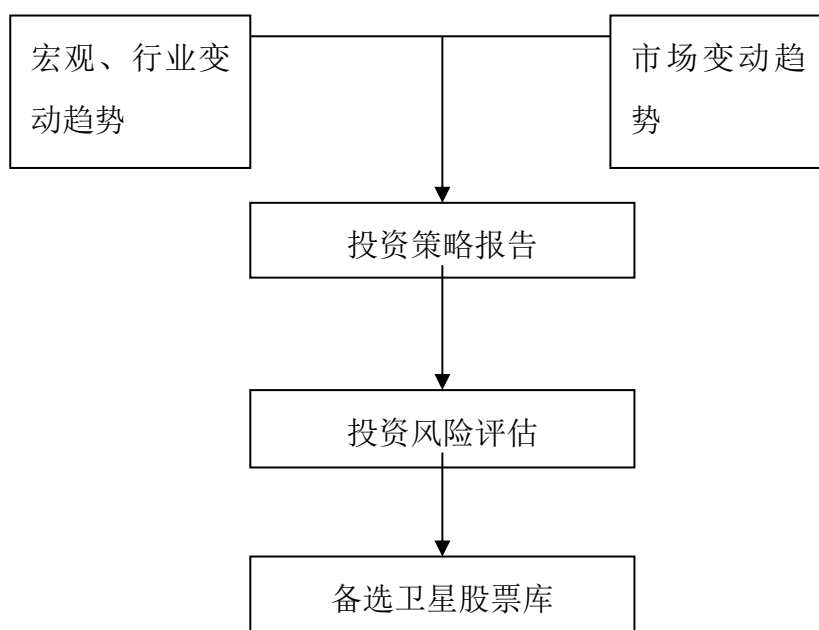 宏观、行业变
动趋势
市场变动趋
势
投资策略报告
投资风险评估
备选卫星股票库